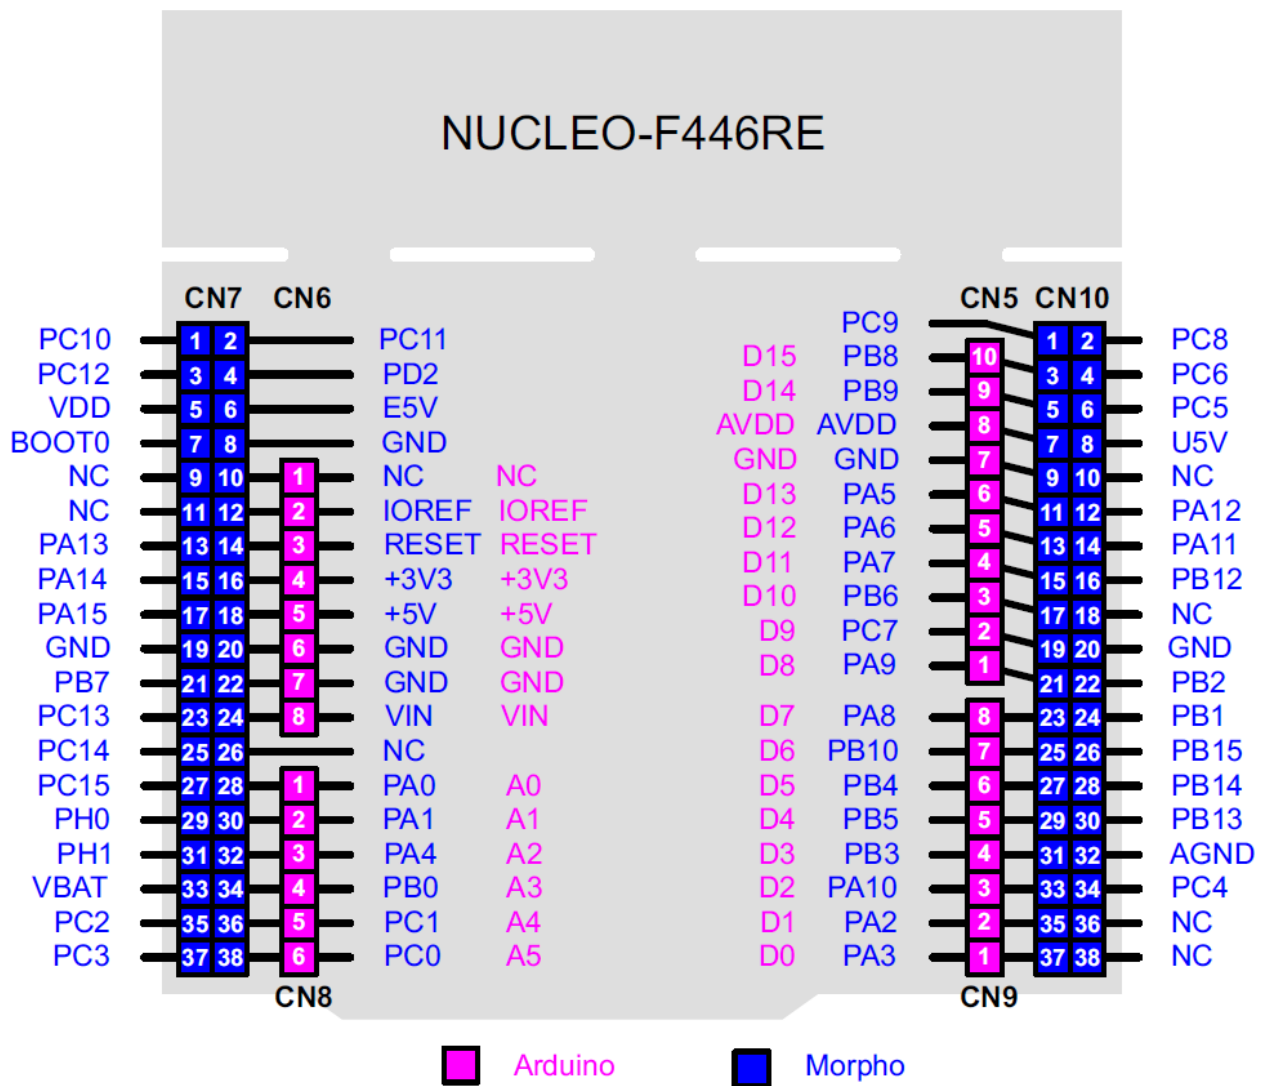 NUCLEO-F446RE
CN7 CN6 CN5 CN10
PC9
PC10 1 2 PC11 1 2 PC8
D15 PB8 10
PC12 3 4 PD2 3 4 PC6
D14 PB9 9
VDD 5 6 E5V 5 6 PC5
AVDD AVDD 8
BOOT0 7 8 GND 7 8 U5V
GND GND 7
NC 9 10 1 NC NC 9 10 NC
D13 PA5 6
NC 11 12 2 IOREF IOREF 11 12 PA12
D12 PA6 5
PA13 13 14 3 RESET RESET 13 14 PA11
D11 PA7 4
PA14 15 16 4 +3V3 +3V3 15 16 PB12
D10 PB6 3
PA15 17 18 5 +5V +5V 17 18 NC
D9 PC7 2
GND 19 20 6 GND GND 19 20 GND
D8 PA9 1
PB7 21 22 7 GND GND 21 22 PB2
PC13 23 24 8 VIN VIN D7 PA8 8 23 24 PB1
PC14 25 26 NC D6 PB10 7 25 26 PB15
PC15 27 28 1 PA0 A0 D5 PB4 6 27 28 PB14
PH0 29 30 2 PA1 A1 D4 PB5 5 29 30 PB13
PH1 31 32 3 PA4 A2 D3 PB3 4 31 32 AGND
VBAT 33 34 4 PB0 A3 D2 PA10 3 33 34 PC4
PC2 35 36 5 PC1 A4 D1 PA2 2 35 36 NC
PC3 37 38 6 PC0 A5 D0 PA3 1 37 38 NC
CN8 CN9
Arduino Morpho